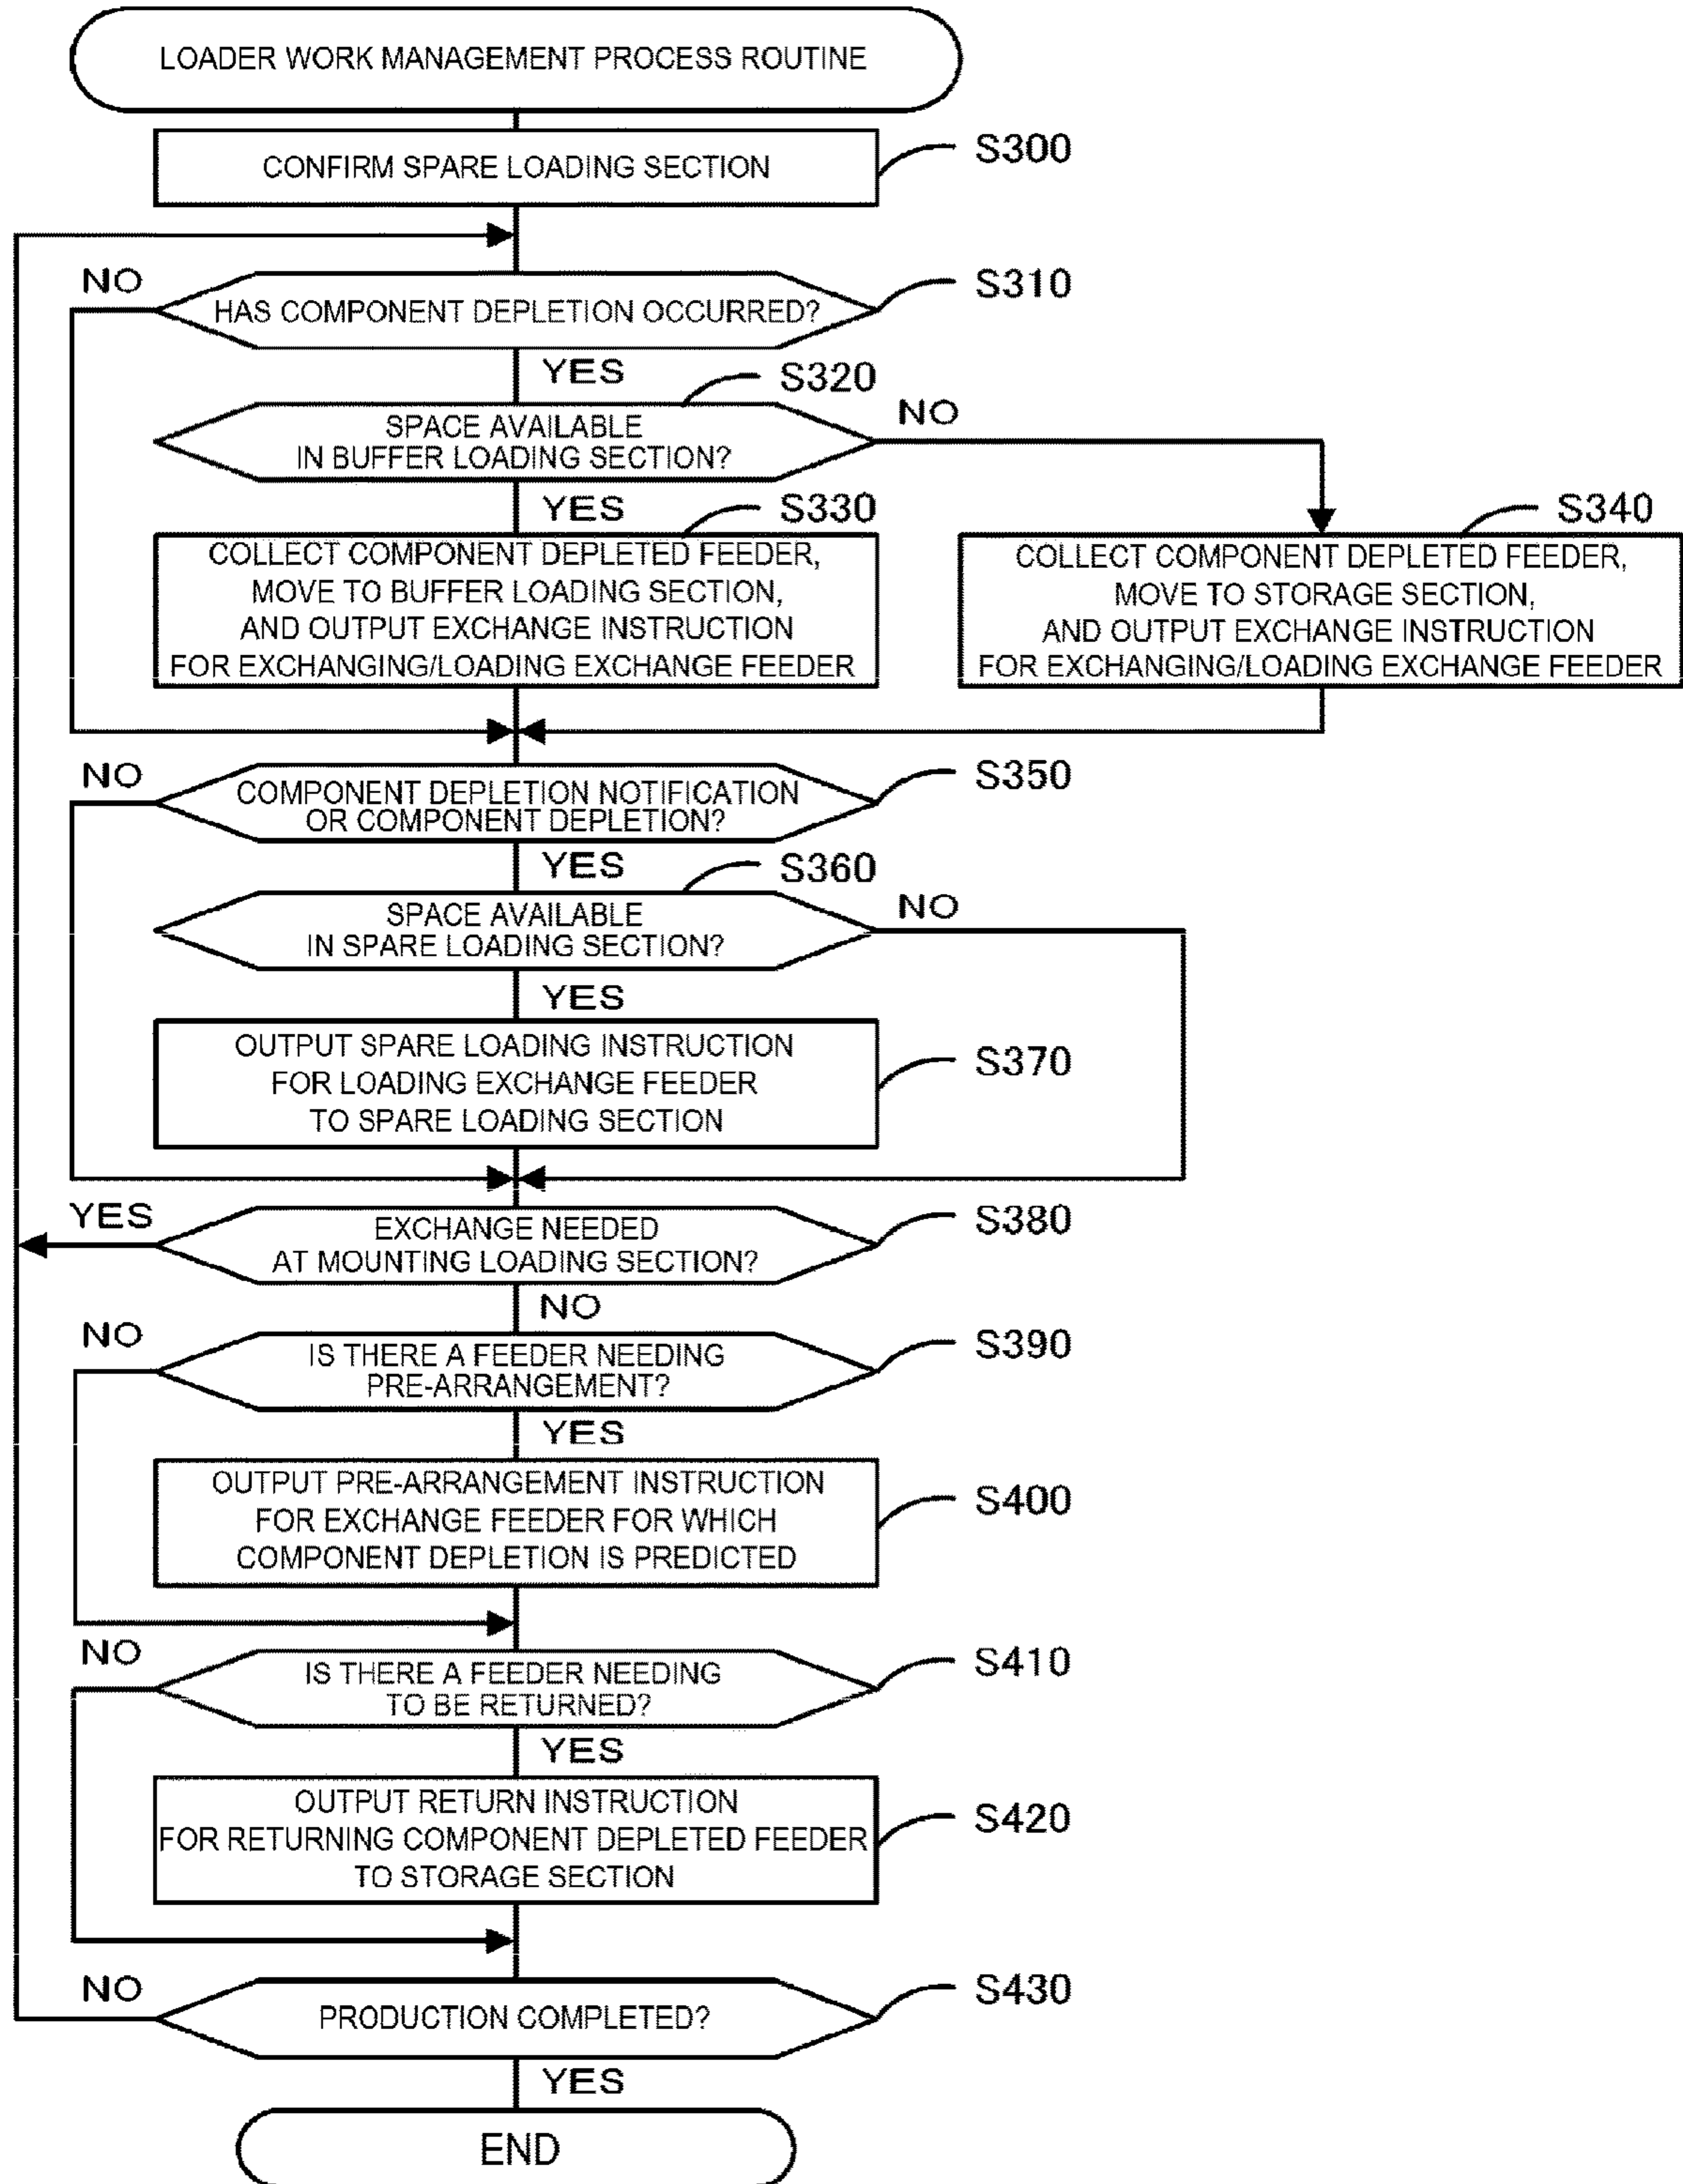 LOADER WORK MANAGEMENT PROCESS ROUTINE
CONFIRM SPARE LOADING SECTION
S300
NO
HAS COMPONENT DEPLETION OCCURRED?
S310
YES
S320
SPACE AVAILABLE
IN BUFFER LOADING SECTION?
NO
YES
S330
COLLECT COMPONENT DEPLETED FEEDER,
MOVE TO BUFFER LOADING SECTION,
AND OUTPUT EXCHANGE INSTRUCTION
FOR EXCHANGING/LOADING EXCHANGE FEEDER
S340
COLLECT COMPONENT DEPLETED FEEDER,
MOVE TO STORAGE SECTION,
AND OUTPUT EXCHANGE INSTRUCTION
FOR EXCHANGING/LOADING EXCHANGE FEEDER
NO
COMPONENT DEPLETION NOTIFICATION
OR COMPONENT DEPLETION?
S350
YES
S360
SPACE AVAILABLE
IN SPARE LOADING SECTION?
NO
YES
OUTPUT SPARE LOADING INSTRUCTION
FOR LOADING EXCHANGE FEEDER
TO SPARE LOADING SECTION
S370
YES
EXCHANGE NEEDED
AT MOUNTING LOADING SECTION?
S380
NO
NO
IS THERE A FEEDER NEEDING
PRE-ARRANGEMENT?
S390
YES
OUTPUT PRE-ARRANGEMENT INSTRUCTION
FOR EXCHANGE FEEDER FOR WHICH
COMPONENT DEPLETION IS PREDICTED
S400
NO
IS THERE A FEEDER NEEDING
TO BE RETURNED?
S410
YES
OUTPUT RETURN INSTRUCTION
FOR RETURNING COMPONENT DEPLETED FEEDER
TO STORAGE SECTION
S420
NO
PRODUCTION COMPLETED?
S430
YES
END